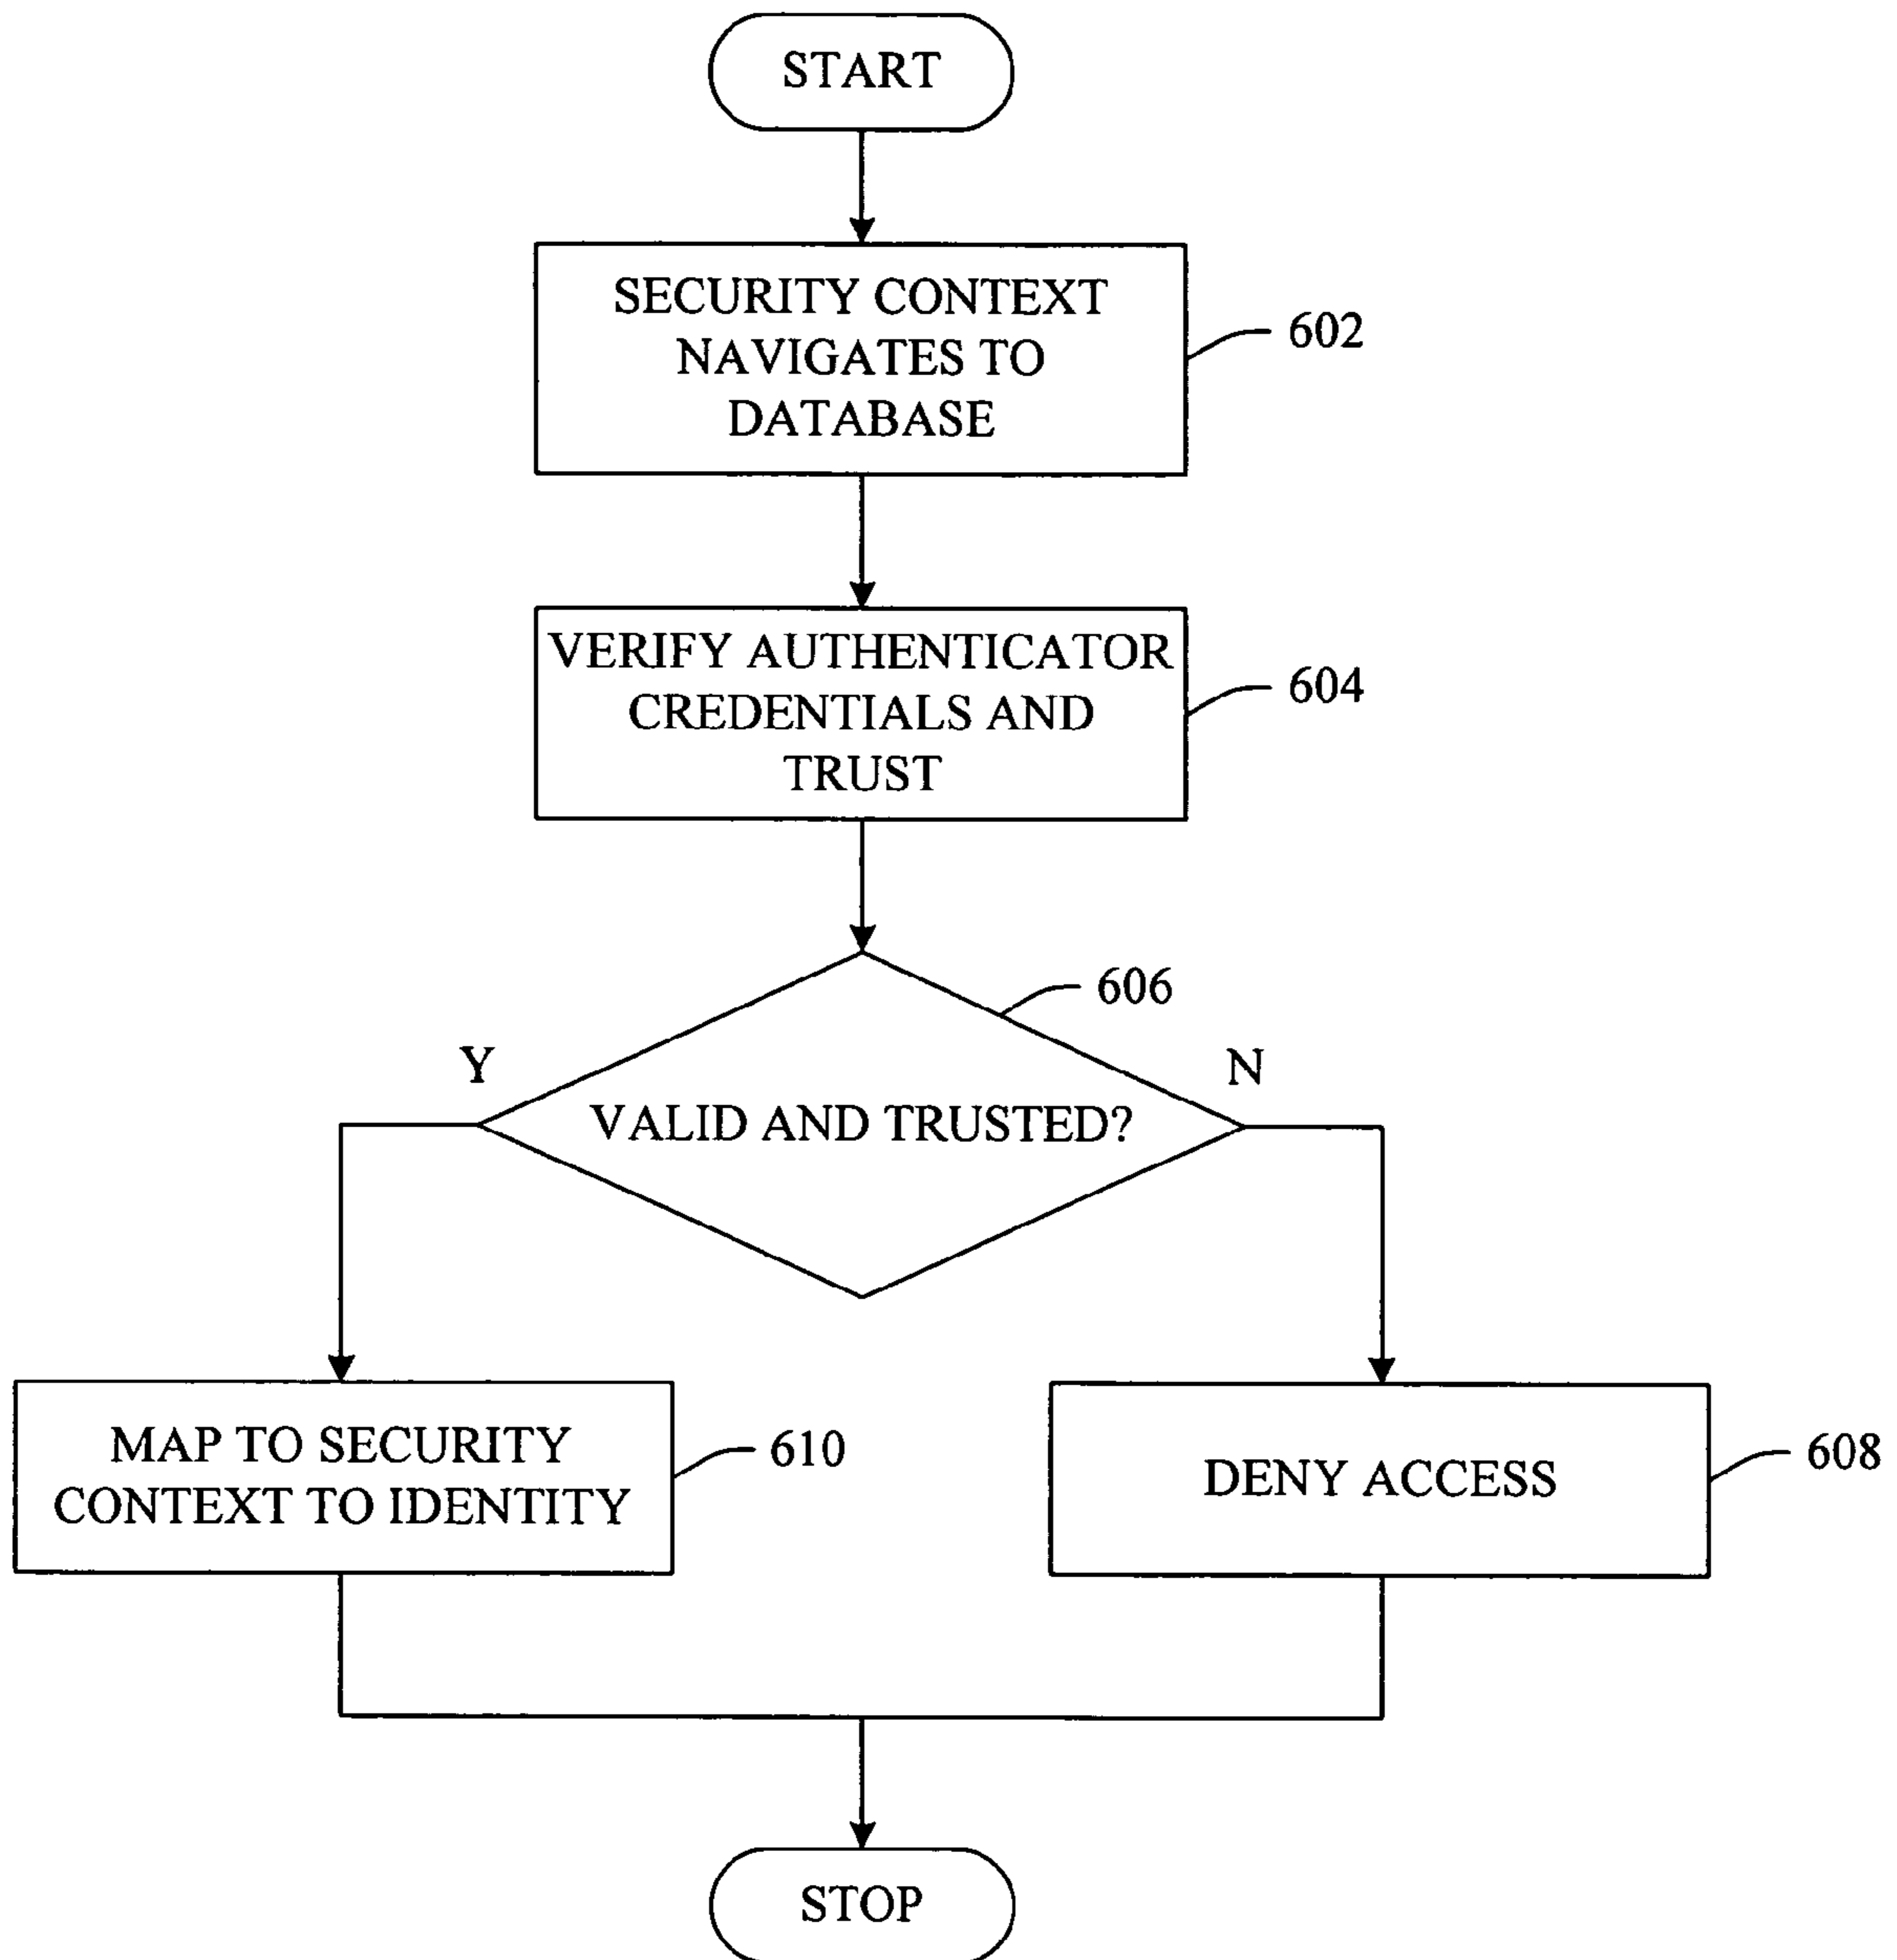 START
SECURITY CONTEXT
NAVIGATES TO
DATABASE
602
VERIFY AUTHENTICATOR
CREDENTIALS AND
TRUST
604
606
Y
N
VALID AND TRUSTED?
MAP TO SECURITY
CONTEXT TO IDENTITY
610
DENY ACCESS
608
STOP